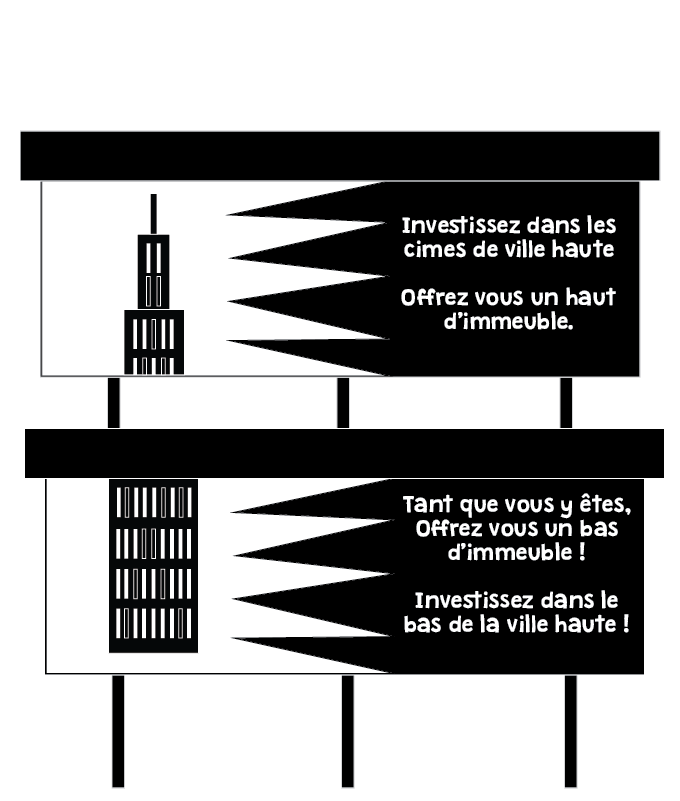 Investissez dans les
cimes de ville haute
Offrez vous un haut
d'immeuble.
Tant que vous y êtes,
Offrez vous un bas
d'immeuble !
Investissez dans le
bas de la ville haute !